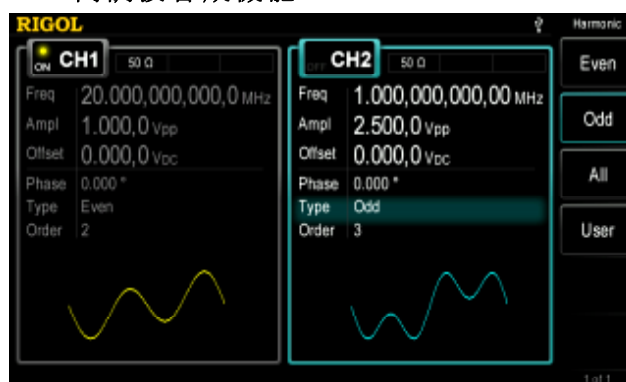 RIGOL
Harmonic
ON CH1 50 Ω
Freq 20.000,000,000,0 MHz
Ampl 1.000,0 Vpp
Offset 0.000,0 VDC
Phase 0.000 °
Type Even
Order 2
OFF CH2 50 Ω
Freq 1.000,000,000,00 MHz
Ampl 2.500,0 Vpp
Offset 0.000,0 VDC
Phase 0.000 °
Type Odd
Order 3
Even
Odd
All
User
1 of 1